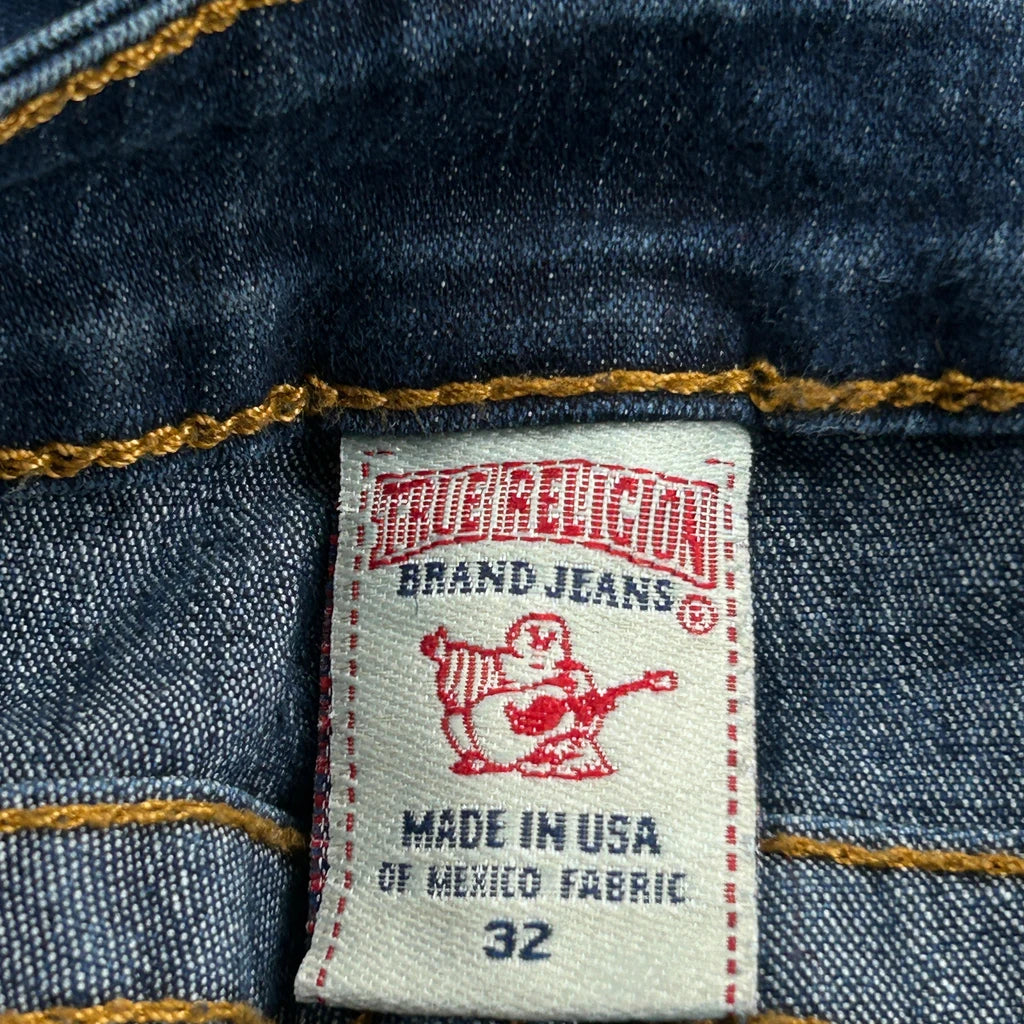 TRUE RELIGION
BRAND JEANS ®
MADE IN USA
OF MEXICO FABRIC
32